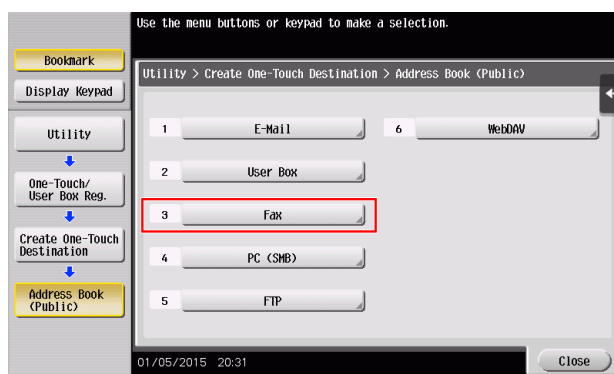 Use the menu buttons or keypad to make a selection.
Bookmark
Display Keypad
Utility
One-Touch/
User Box Reg.
Create One-Touch
Destination
Address Book
(Public)
Utility > Create One-Touch Destination > Address Book (Public)
1 E-Mail
6 WebDAV
2 User Box
3 Fax
4 PC (SMB)
5 FTP
01/05/2015 20:31
Close